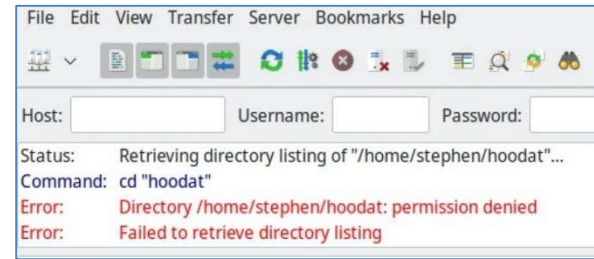 File Edit View Transfer Server Bookmarks Help
Host: Username: Password:
Status: Retrieving directory listing of "/home/stephen/hoodat"...
Command: cd "hoodat"
Error: Directory /home/stephen/hoodat: permission denied
Error: Failed to retrieve directory listing